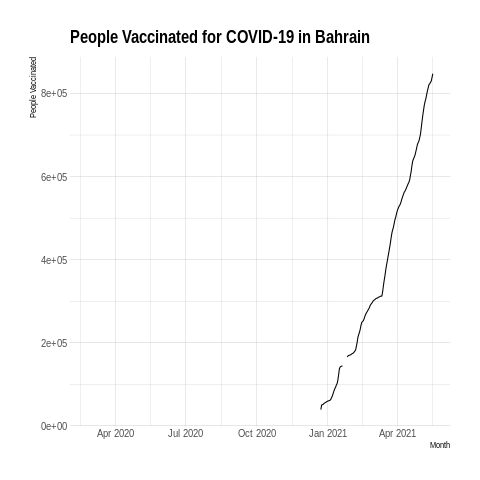 People Vaccinated for COVID-19 in Bahrain
People Vaccinated
8e+05
6e+05
4e+05
2e+05
0e+00
Apr 2020 Jul 2020 Oct 2020 Jan 2021 Apr 2021
Month